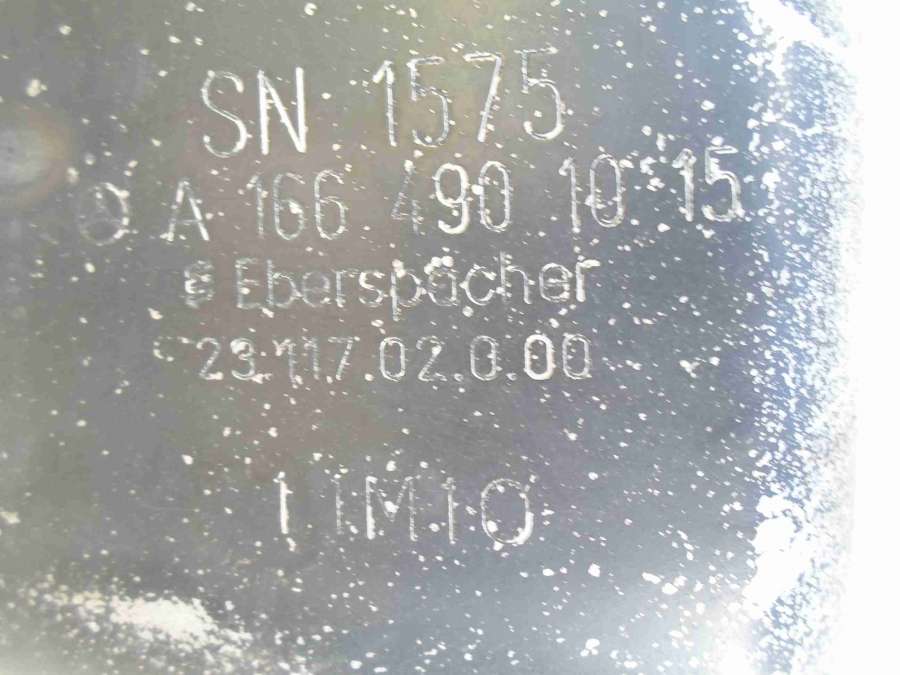 SN 1575
A 166 490 10 15
Eberspächer
23.117.02.0.00
11M10